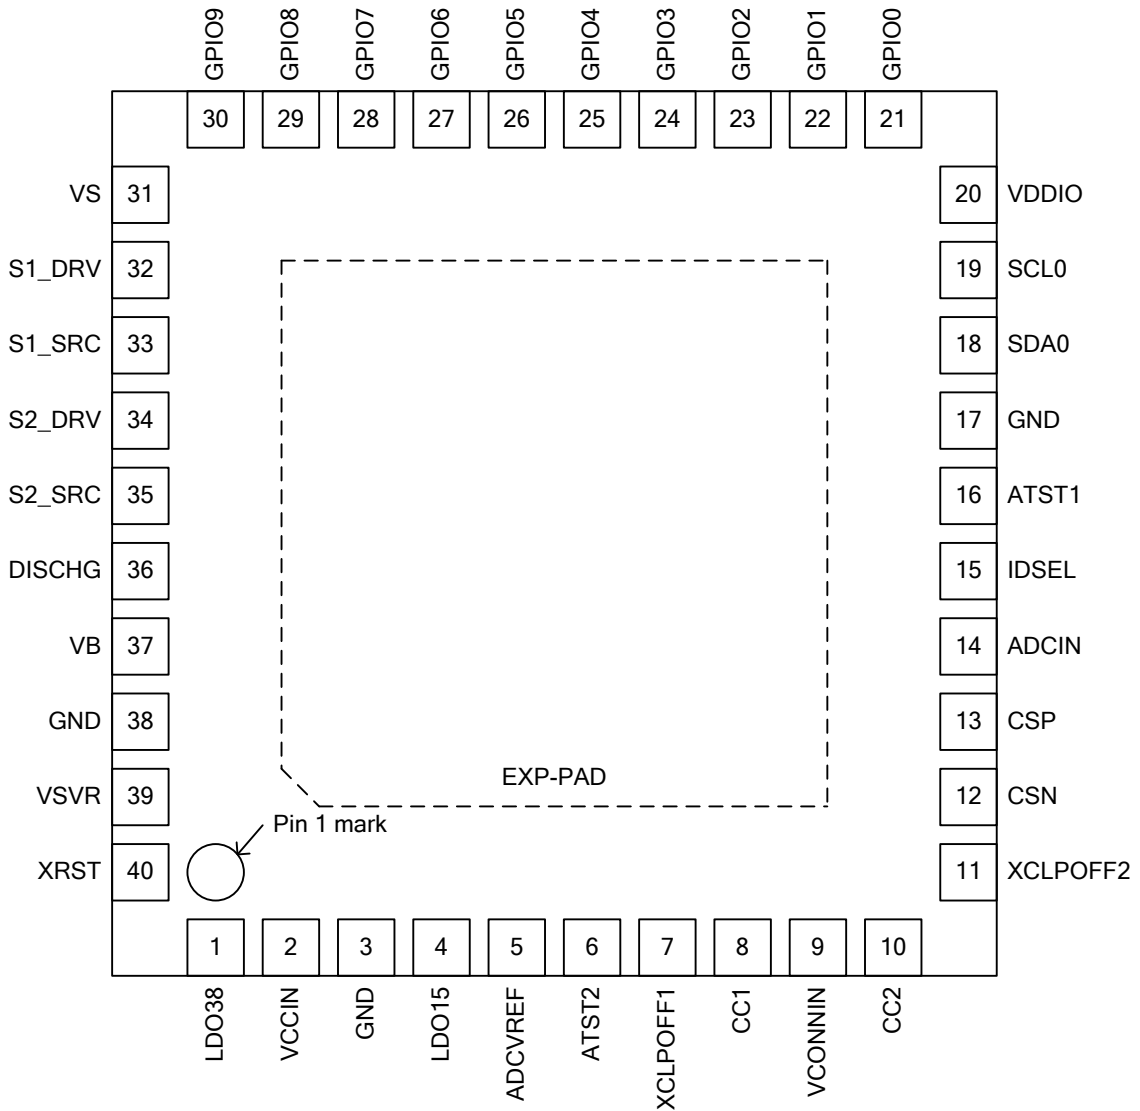 GPIO9
GPIO8
GPIO7
GPIO6
GPIO5
GPIO4
GPIO3
GPIO2
GPIO1
GPIO0
30
29
28
27
26
25
24
23
22
21
VS 31
20 VDDIO
S1_DRV 32
19 SCL0
S1_SRC 33
18 SDA0
S2_DRV 34
17 GND
S2_SRC 35
16 ATST1
DISCHG 36
15 IDSEL
VB 37
14 ADCIN
GND 38
13 CSP
EXP-PAD
VSVR 39
12 CSN
Pin 1 mark
XRST 40
11 XCLPOFF2
1
2
3
4
5
6
7
8
9
10
LDO38
VCCIN
GND
LDO15
ADCVREF
ATST2
XCLPOFF1
CC1
VCONNIN
CC2